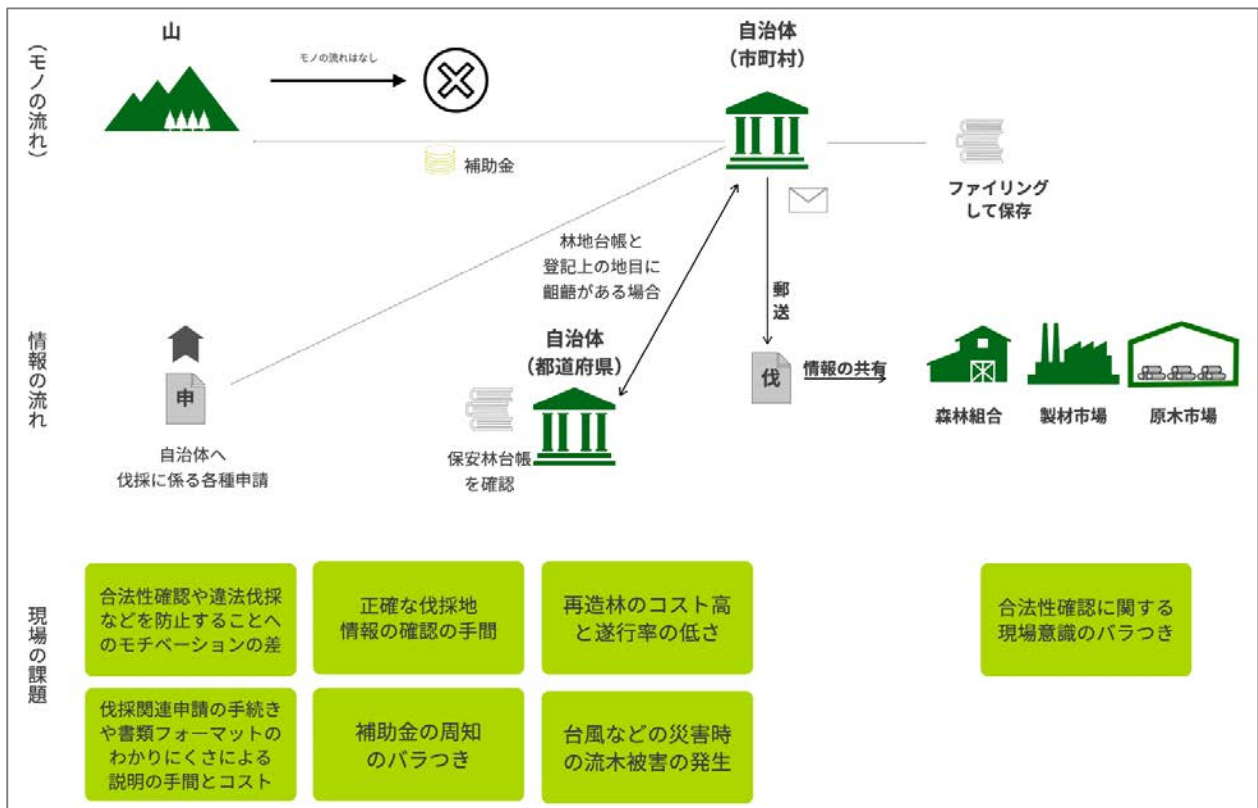 （モノの流れ）
山
モノの流れはなし
補助金
自治体
（市町村）
ファイリング
して保存
情報の流れ
林地台帳と
登記上の地目に
齟齬がある場合
郵送
申
自治体へ
伐採に係る各種申請
自治体
（都道府県）
保安林台帳
を確認
伐
情報の共有
森林組合
製材市場
原木市場
現場の課題
合法性確認や違法伐採
などを防止することへ
のモチベーションの差
正確な伐採地
情報の確認の手間
再造林のコスト高
と遂行率の低さ
合法性確認に関する
現場意識のバラつき
伐採関連申請の手続き
や書類フォーマットの
わかりにくさによる
説明の手間とコスト
補助金の周知
のバラつき
台風などの災害時
の流木被害の発生